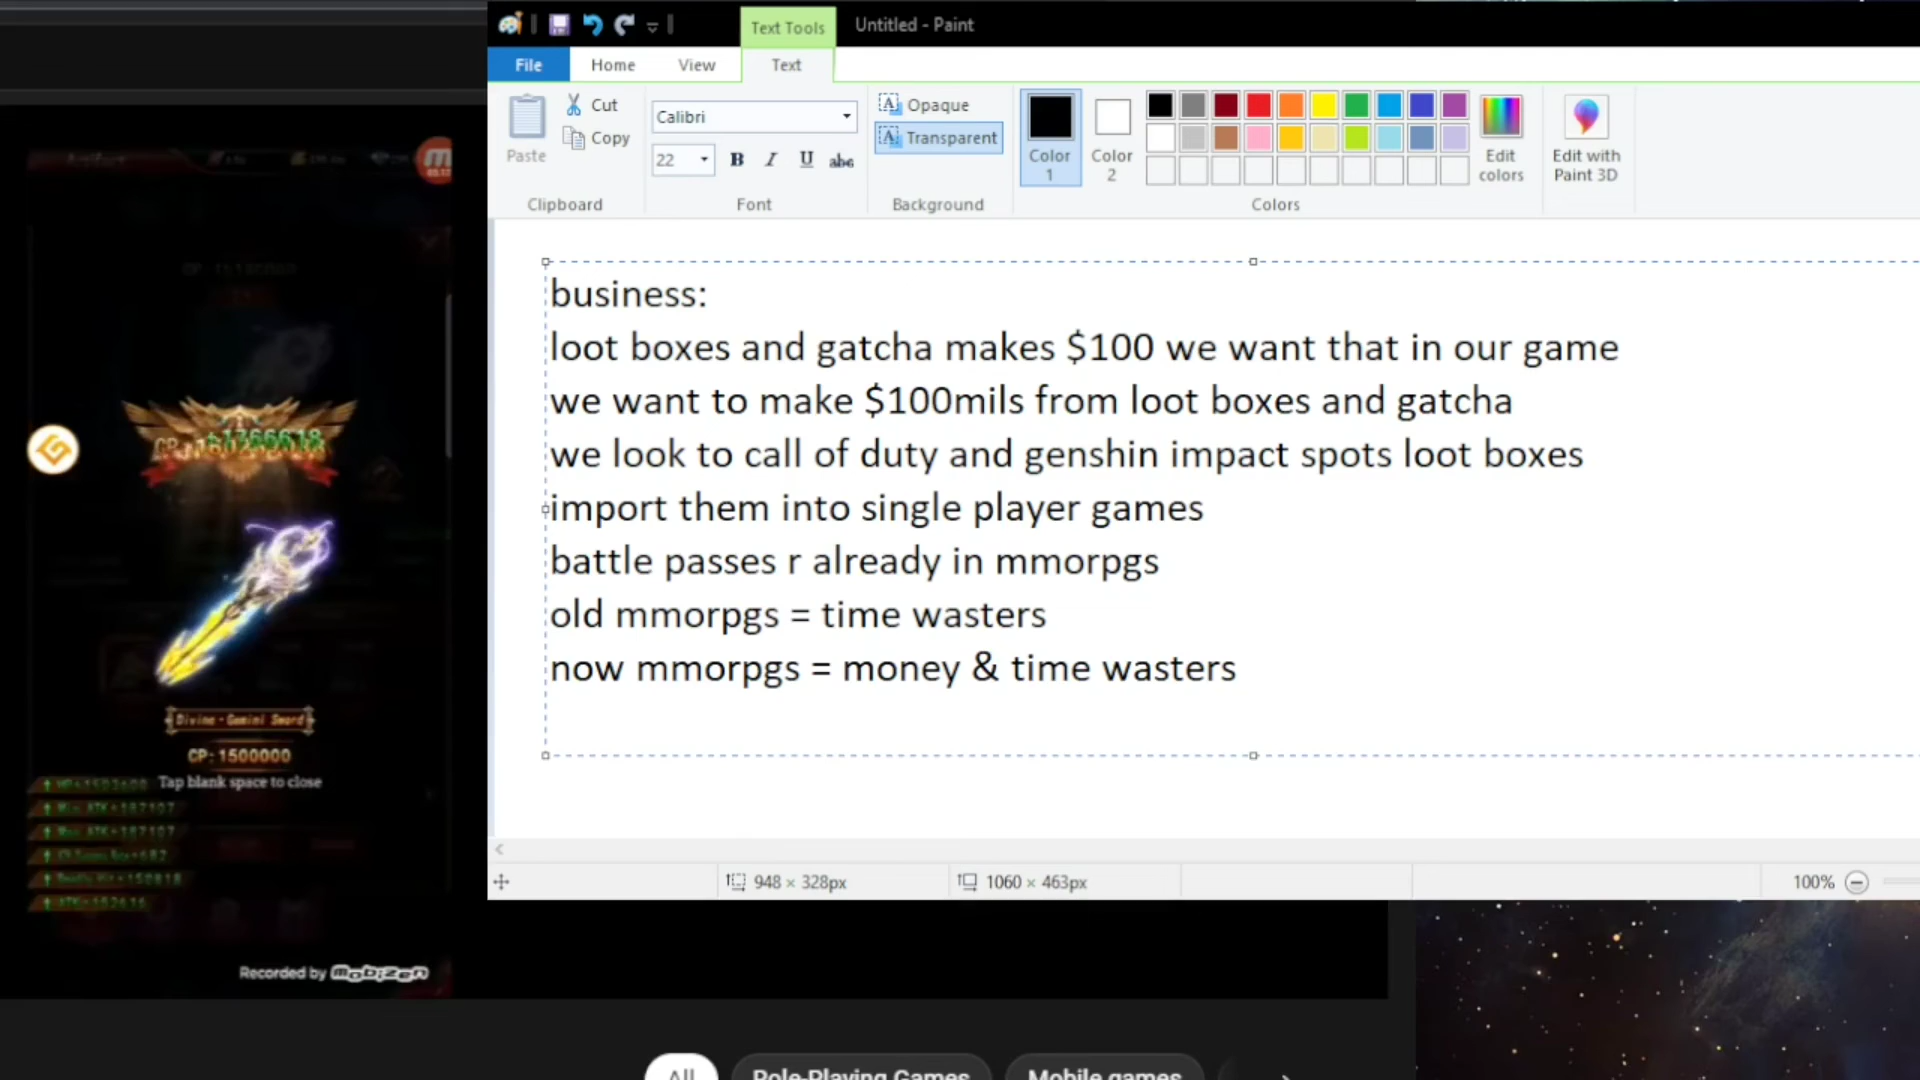 Text Tools
Untitled - Paint
File
Home
View
Text
Paste
Cut
Copy
Clipboard
Calibri
22
B
I
U
abc
Font
Opaque
Transparent
Background
Color 1
Color 2
Colors
Edit colors
Edit with Paint 3D
business:
loot boxes and gatcha makes $100 we want that in our game
we want to make $100mils from loot boxes and gatcha
we look to call of duty and genshin impact spots loot boxes
import them into single player games
battle passes r already in mmorpgs
old mmorpgs = time wasters
now mmorpgs = money & time wasters
948 × 328px
1060 × 463px
100%
Divine · Gemini Sword
CP: 1500000
Tap blank space to close
Recorded by Mobizen
All
Role-Playing Games
Mobile games